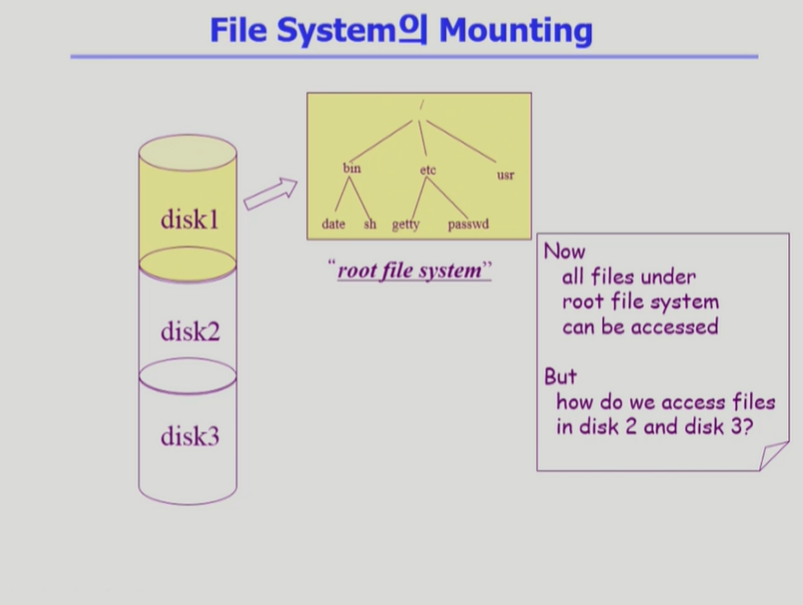 File System의 Mounting
disk1
disk2
disk3
/
bin etc usr
date sh getty passwd
“root file system”
Now
all files under
root file system
can be accessed
But
how do we access files
in disk 2 and disk 3?